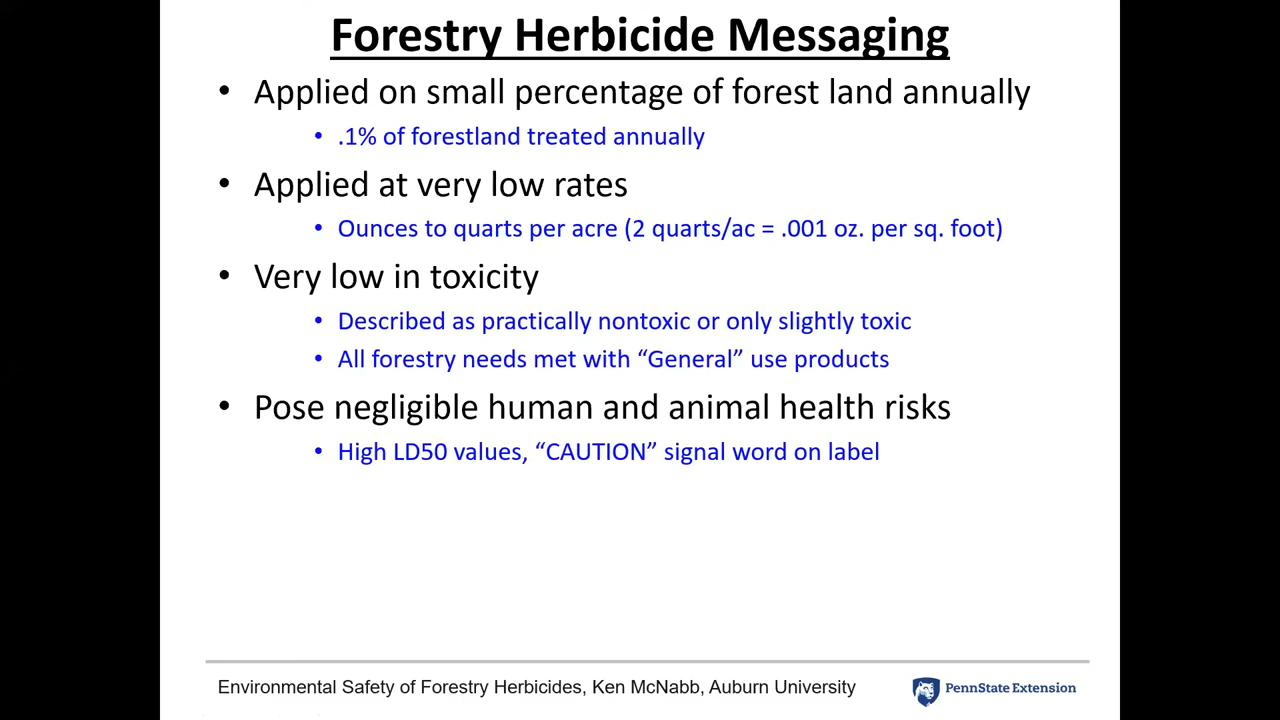 Forestry Herbicide Messaging
• Applied on small percentage of forest land annually
• .1% of forestland treated annually
• Applied at very low rates
• Ounces to quarts per acre (2 quarts/ac = .001 oz. per sq. foot)
• Very low in toxicity
• Described as practically nontoxic or only slightly toxic
• All forestry needs met with “General” use products
• Pose negligible human and animal health risks
• High LD50 values, “CAUTION” signal word on label
Environmental Safety of Forestry Herbicides, Ken McNabb, Auburn University
PennState Extension